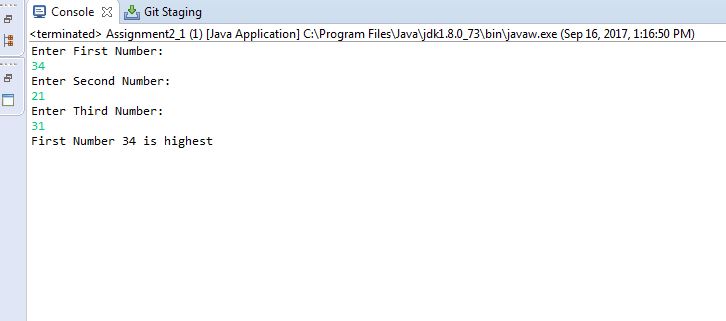 Console Git Staging
<terminated> Assignment2_1 (1) [Java Application] C:\Program Files\Java\jdk1.8.0_73\bin\javaw.exe (Sep 16, 2017, 1:16:50 PM)
Enter First Number:
34
Enter Second Number:
21
Enter Third Number:
31
First Number 34 is highest